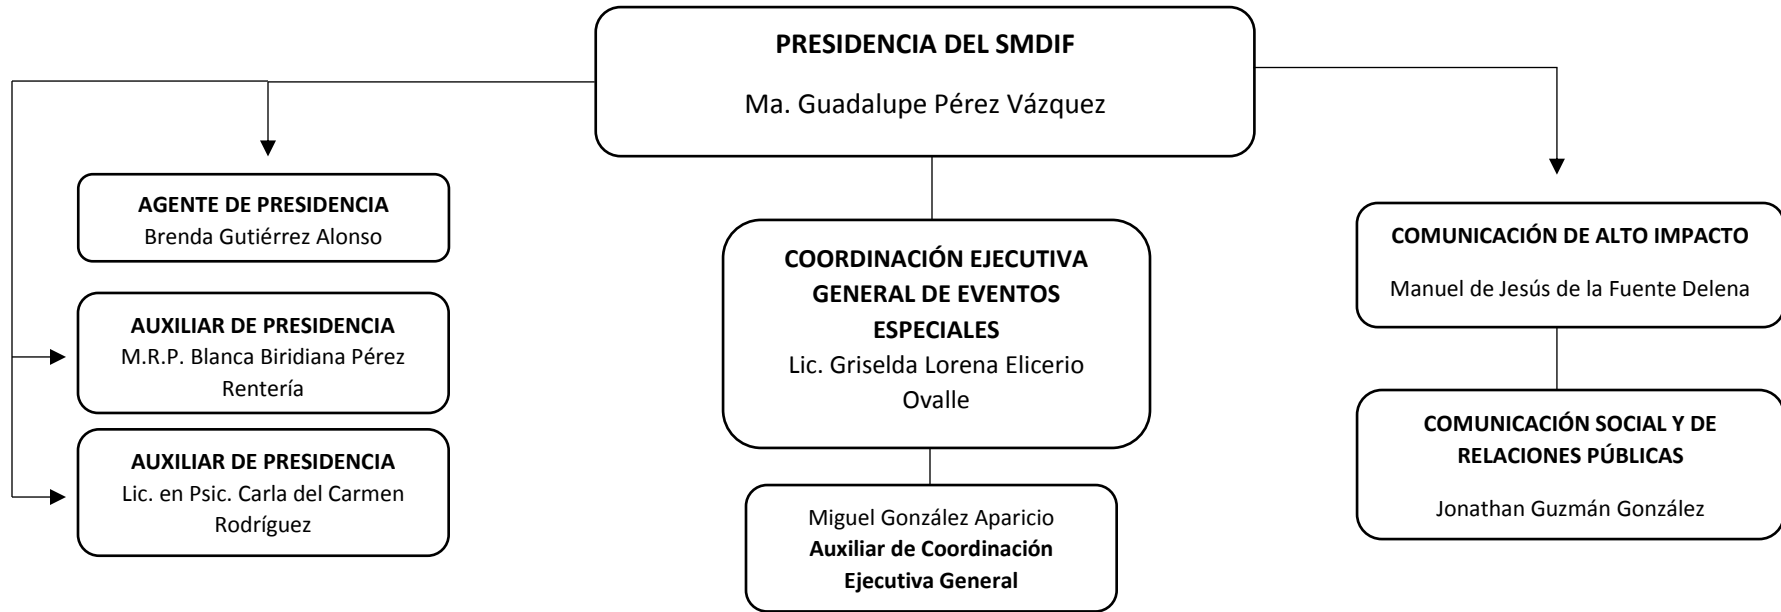 PRESIDENCIA DEL SMDIF
Ma. Guadalupe Pérez Vázquez
AGENTE DE PRESIDENCIA
Brenda Gutiérrez Alonso
AUXILIAR DE PRESIDENCIA
M.R.P. Blanca Biridiana Pérez
Rentería
AUXILIAR DE PRESIDENCIA
Lic. en Psic. Carla del Carmen
Rodríguez
COORDINACIÓN EJECUTIVA
GENERAL DE EVENTOS
ESPECIALES
Lic. Griselda Lorena Elicerio
Ovalle
Miguel González Aparicio
Auxiliar de Coordinación
Ejecutiva General
COMUNICACIÓN DE ALTO IMPACTO
Manuel de Jesús de la Fuente Delena
COMUNICACIÓN SOCIAL Y DE
RELACIONES PÚBLICAS
Jonathan Guzmán González